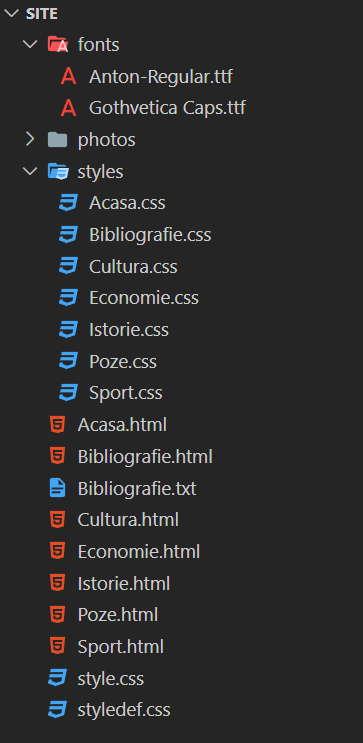 SITE
fonts
Anton-Regular.ttf
Gothvetica Caps.ttf
photos
styles
Acasa.css
Bibliografie.css
Cultura.css
Economie.css
Istorie.css
Poze.css
Sport.css
Acasa.html
Bibliografie.html
Bibliografie.txt
Cultura.html
Economie.html
Istorie.html
Poze.html
Sport.html
style.css
styledef.css